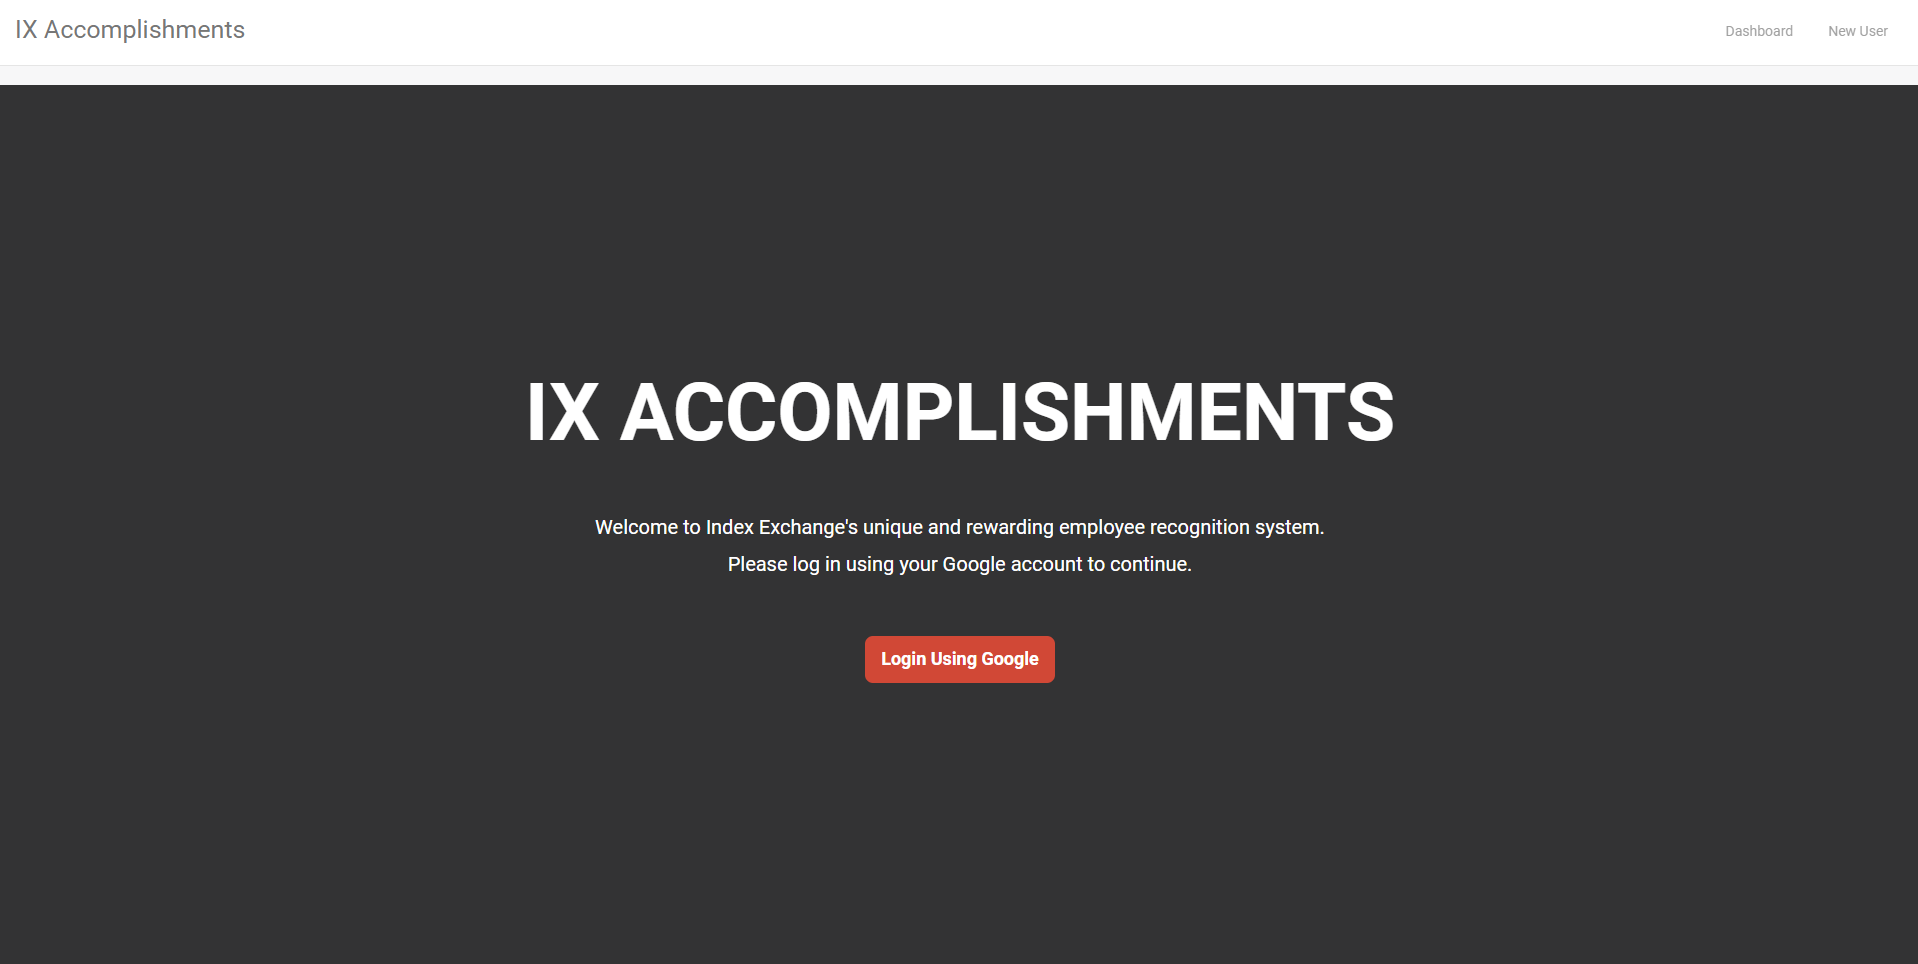 IX Accomplishments
Dashboard
New User
IX ACCOMPLISHMENTS
Welcome to Index Exchange's unique and rewarding employee recognition system.
Please log in using your Google account to continue.
Login Using Google